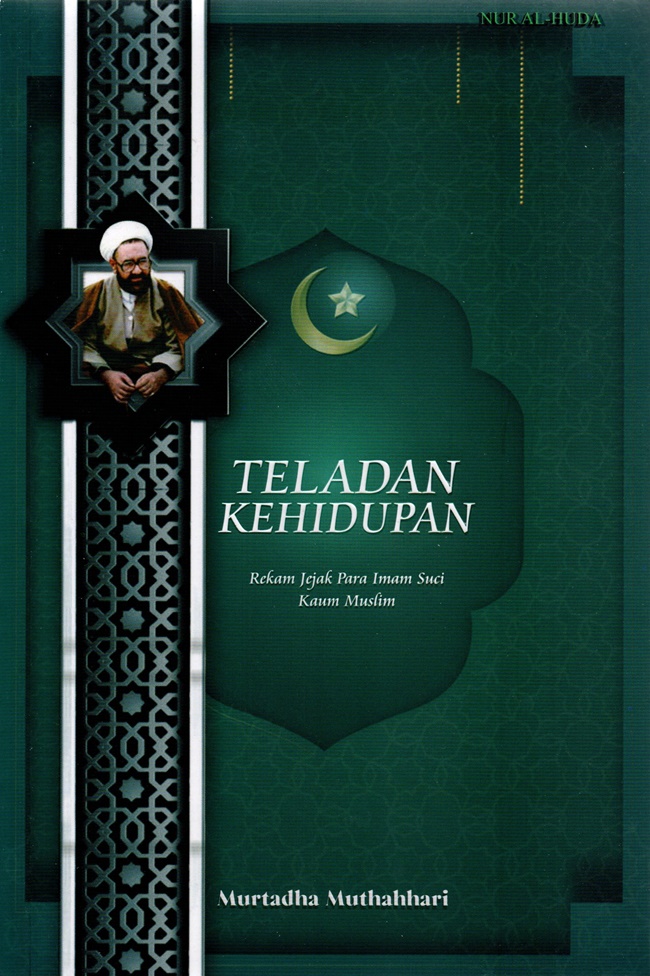 NUR AL-HUDA
TELADAN
KEHIDUPAN
Rekam Jejak Para Imam Suci
Kaum Muslim
Murtadha Muthahhari